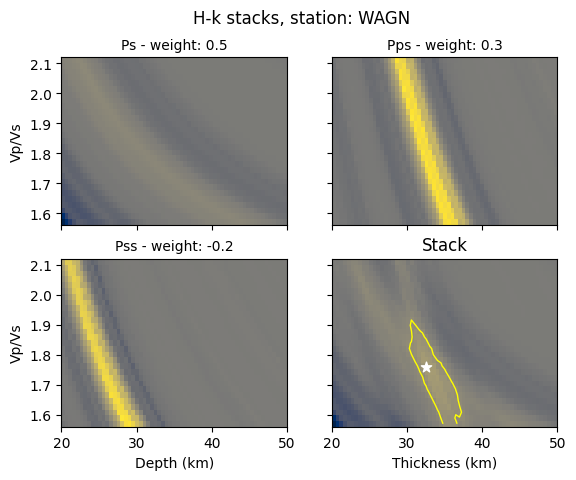 H-k stacks, station: WAGN
Ps - weight: 0.5
Pps - weight: 0.3
Vp/Vs
2.1
2.0
1.9
1.8
1.7
1.6
Pss - weight: -0.2
Stack
Vp/Vs
2.1
2.0
1.9
1.8
1.7
1.6
20 30 40 50
20 30 40 50
Depth (km)
Thickness (km)